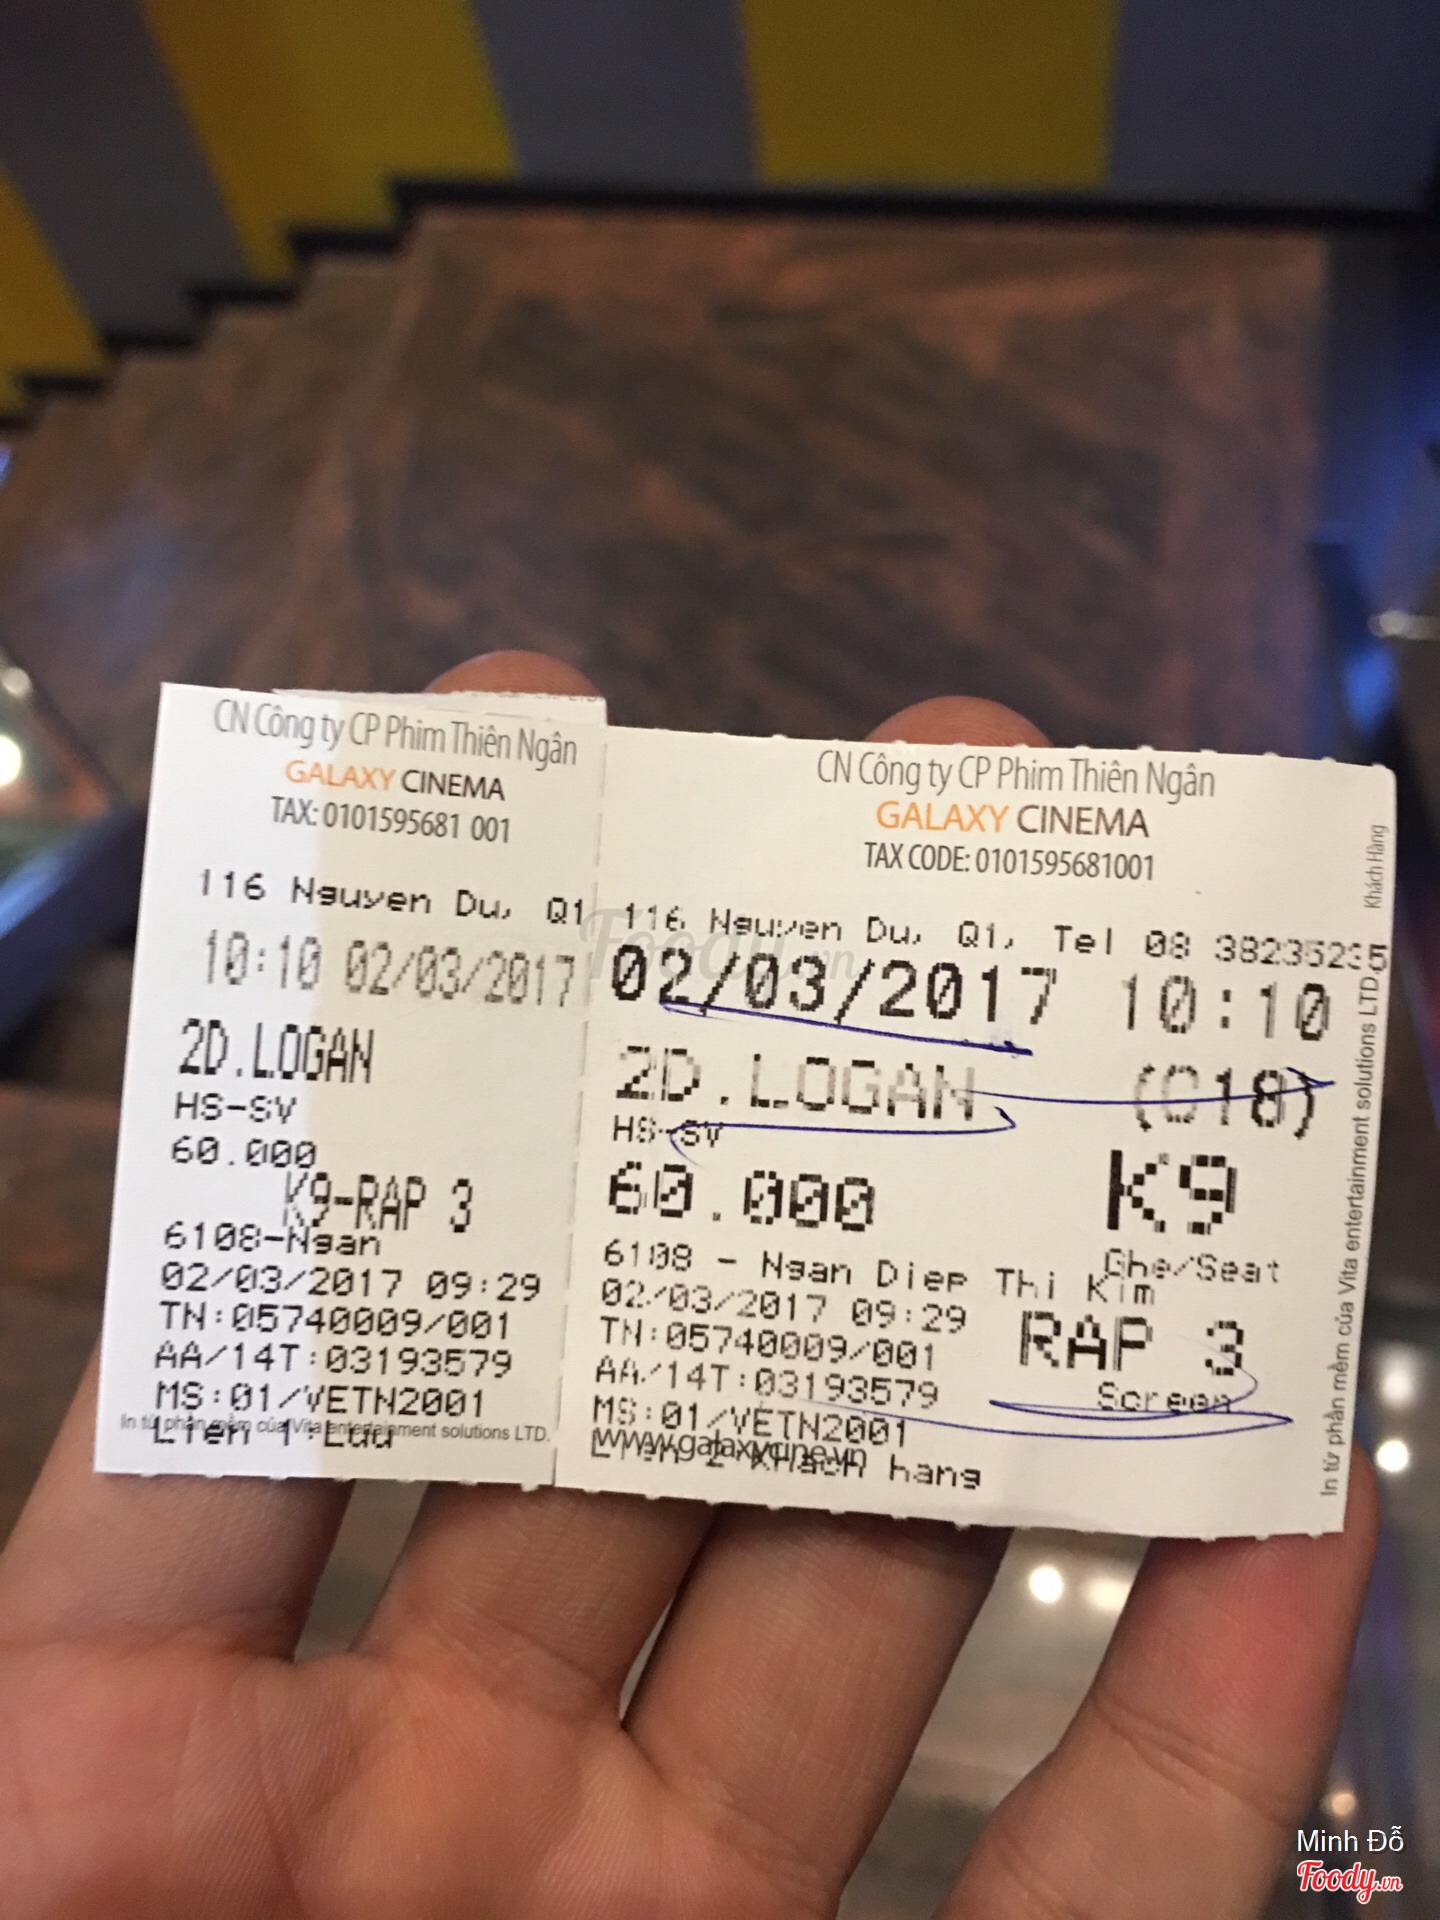 CN Công ty CP Phim Thiên Ngân
GALAXY CINEMA
TAX: 0101595681 001
116 Nguyen Du, Q1
10:10 02/03/2017
2D.LOGAN
HS-SV
60.000
K9-RAP 3
6108-Ngan
02/03/2017 09:29
TN:05740009/001
AA/14T:03193579
MS:01/VETN2001
In từ phần mềm của Vita entertainment solutions LTD.
Lien 1:Luu
CN Công ty CP Phim Thiên Ngân
GALAXY CINEMA
TAX CODE: 0101595681001
116 Nguyen Du, Q1, Tel 08 38235235
02/03/2017 10:10
2D.LOGAN (C18)
HS-SV
60.000 K9
Ghe/Seat
6108 - Ngan Diep Thi Kim
02/03/2017 09:29
RAP 3
TN:05740009/001
Screen
AA/14T:03193579
MS:01/VETN2001
www.galaxycine.vn
Lien 2 Khach hang
Khách Hàng
In từ phần mềm của Vita entertainment solutions LTD.
Foody.vn
Minh Đỗ
Foody.vn